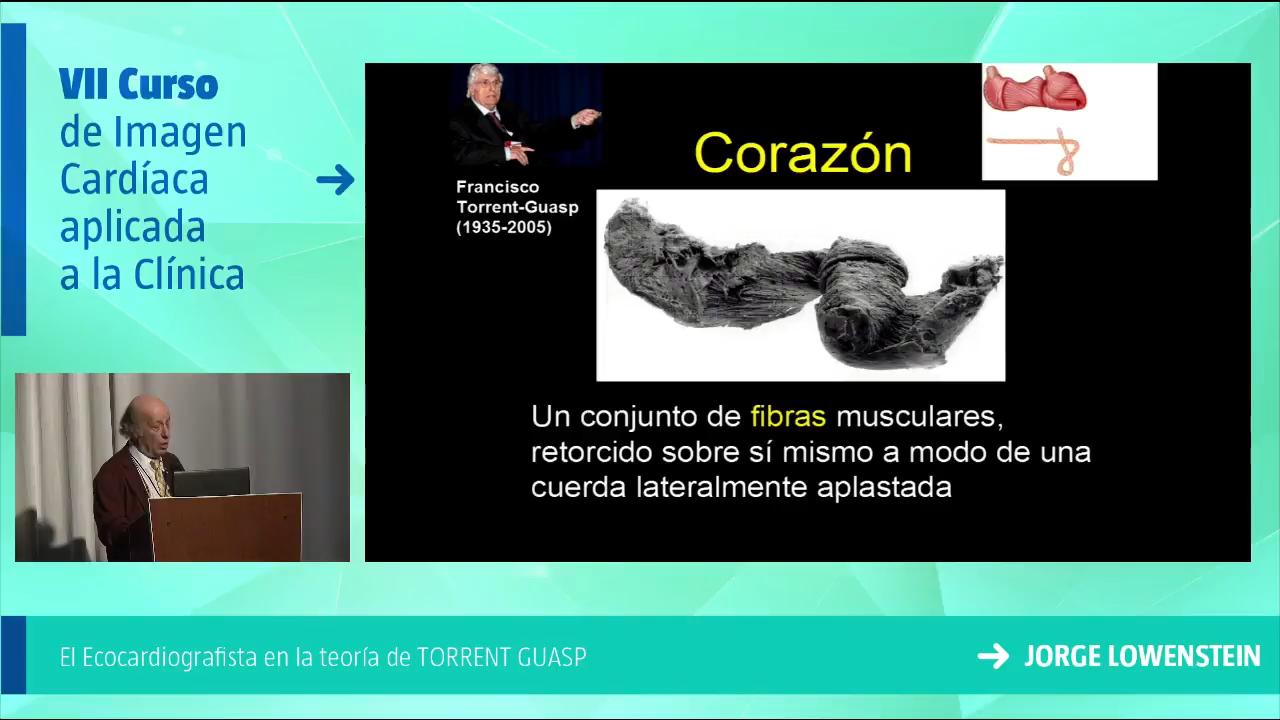 VII Curso
de Imagen
Cardíaca
aplicada
a la Clínica
Francisco
Torrent-Guasp
(1935-2005)
Corazón
Un conjunto de fibras musculares,
retorcido sobre sí mismo a modo de una
cuerda lateralmente aplastada
El Ecocardiografista en la teoría de TORRENT GUASP
JORGE LOWENSTEIN